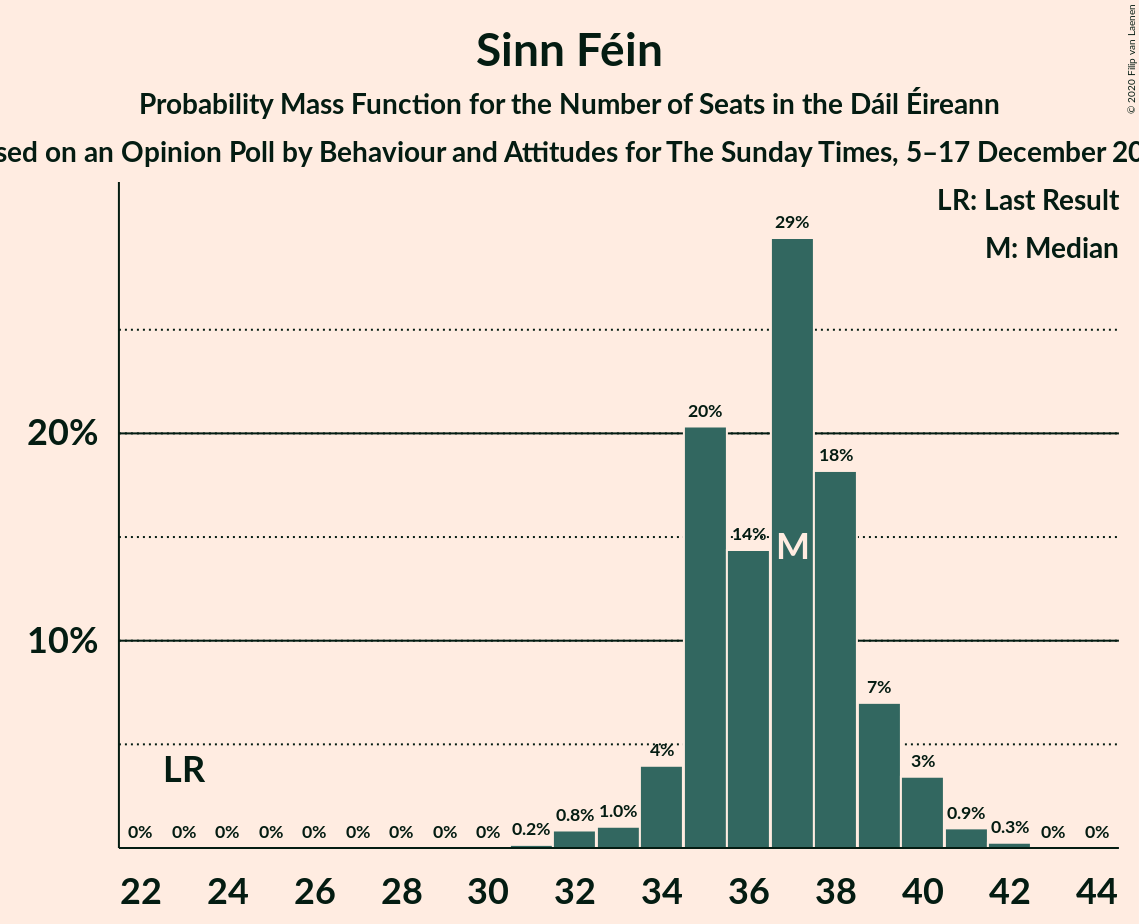 Sinn Féin
Probability Mass Function for the Number of Seats in the Dáil Éireann
sed on an Opinion Poll by Behaviour and Attitudes for The Sunday Times, 5–17 December 20
© 2020 Filip van Laenen
LR: Last Result
M: Median
29%
20%
20%
18%
14%
M
10%
7%
4%
3%
LR
0% 0% 0% 0% 0% 0% 0% 0% 0% 0.2% 0.8% 1.0% 0.9% 0.3% 0% 0%
22 24 26 28 30 32 34 36 38 40 42 44